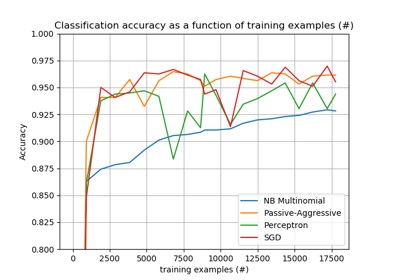 Classification accuracy as a function of training examples (#)
1.000
0.975
0.950
0.925
0.900
0.875
0.850
0.825
0.800
Accuracy
NB Multinomial
Passive-Aggressive
Perceptron
SGD
0 2500 5000 7500 10000 12500 15000 17500
training examples (#)